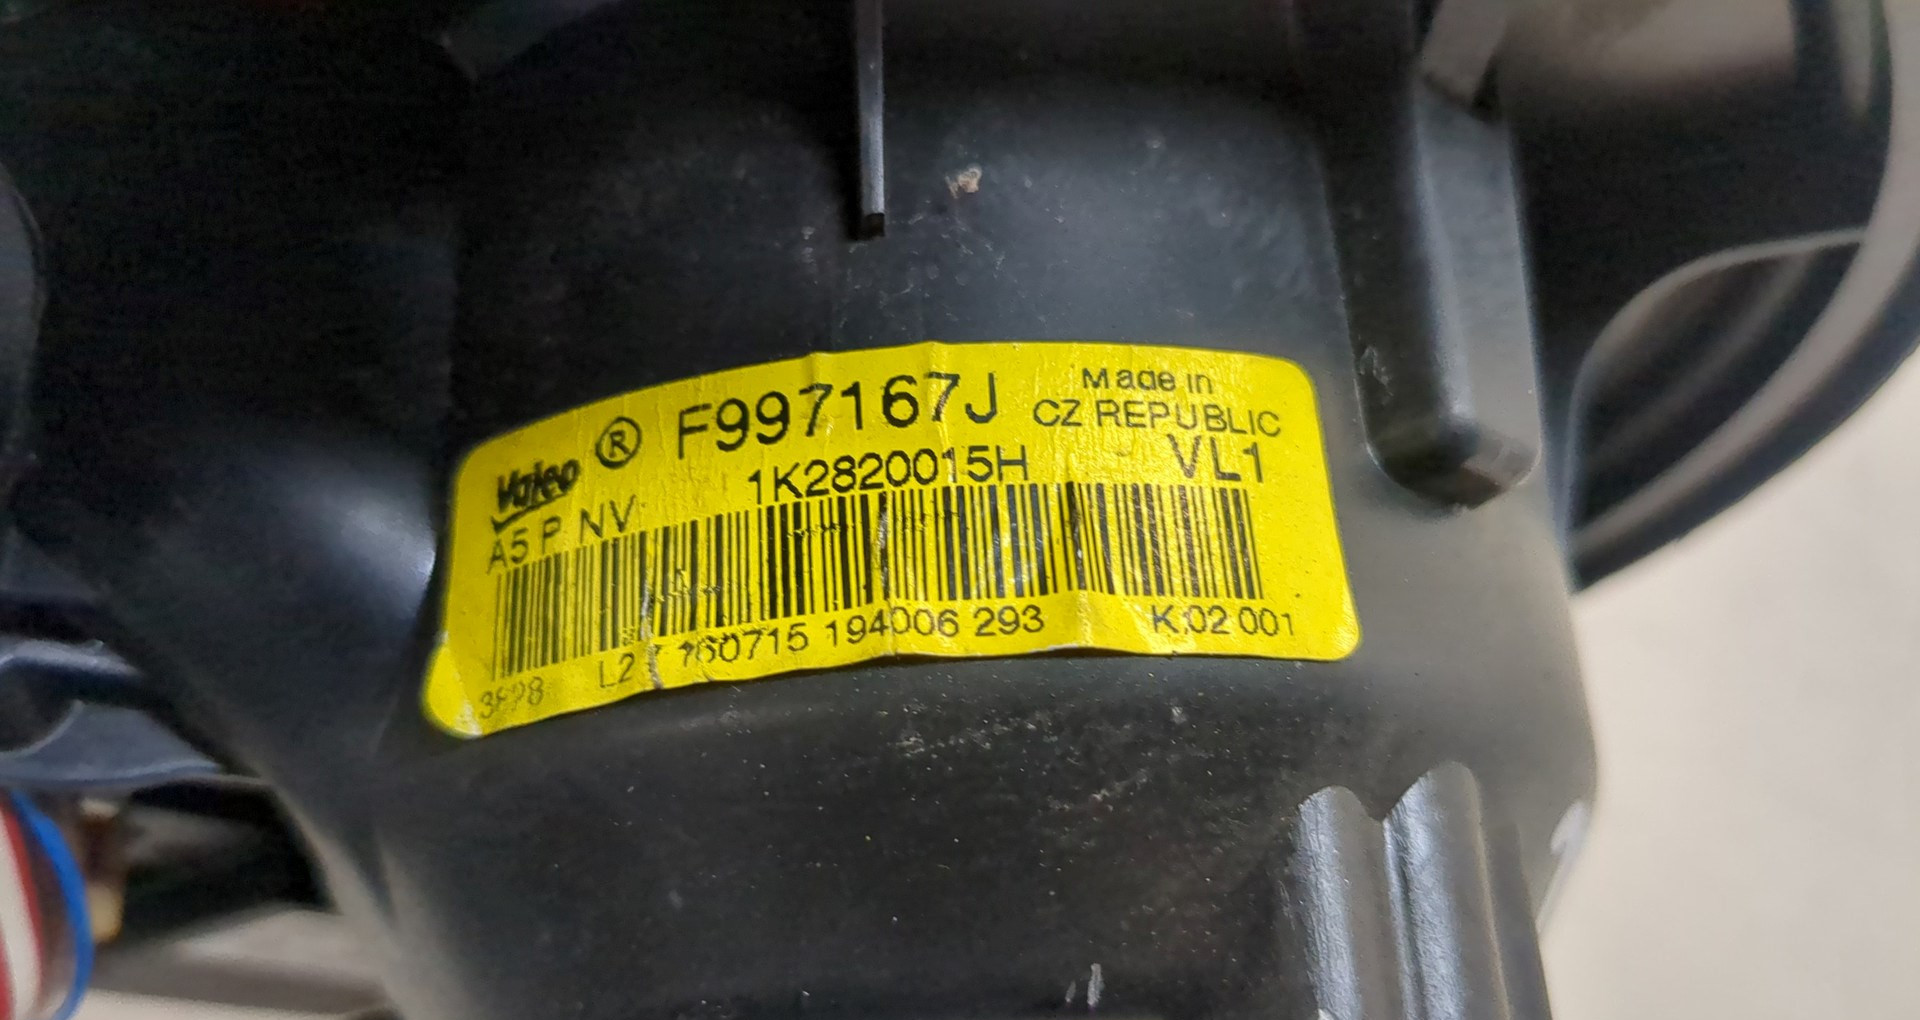 Valeo ® F997167J Made in
CZ REPUBLIC
1K2820015H VL1
A5 P NV
L2 160715 194006 293 K.02 001